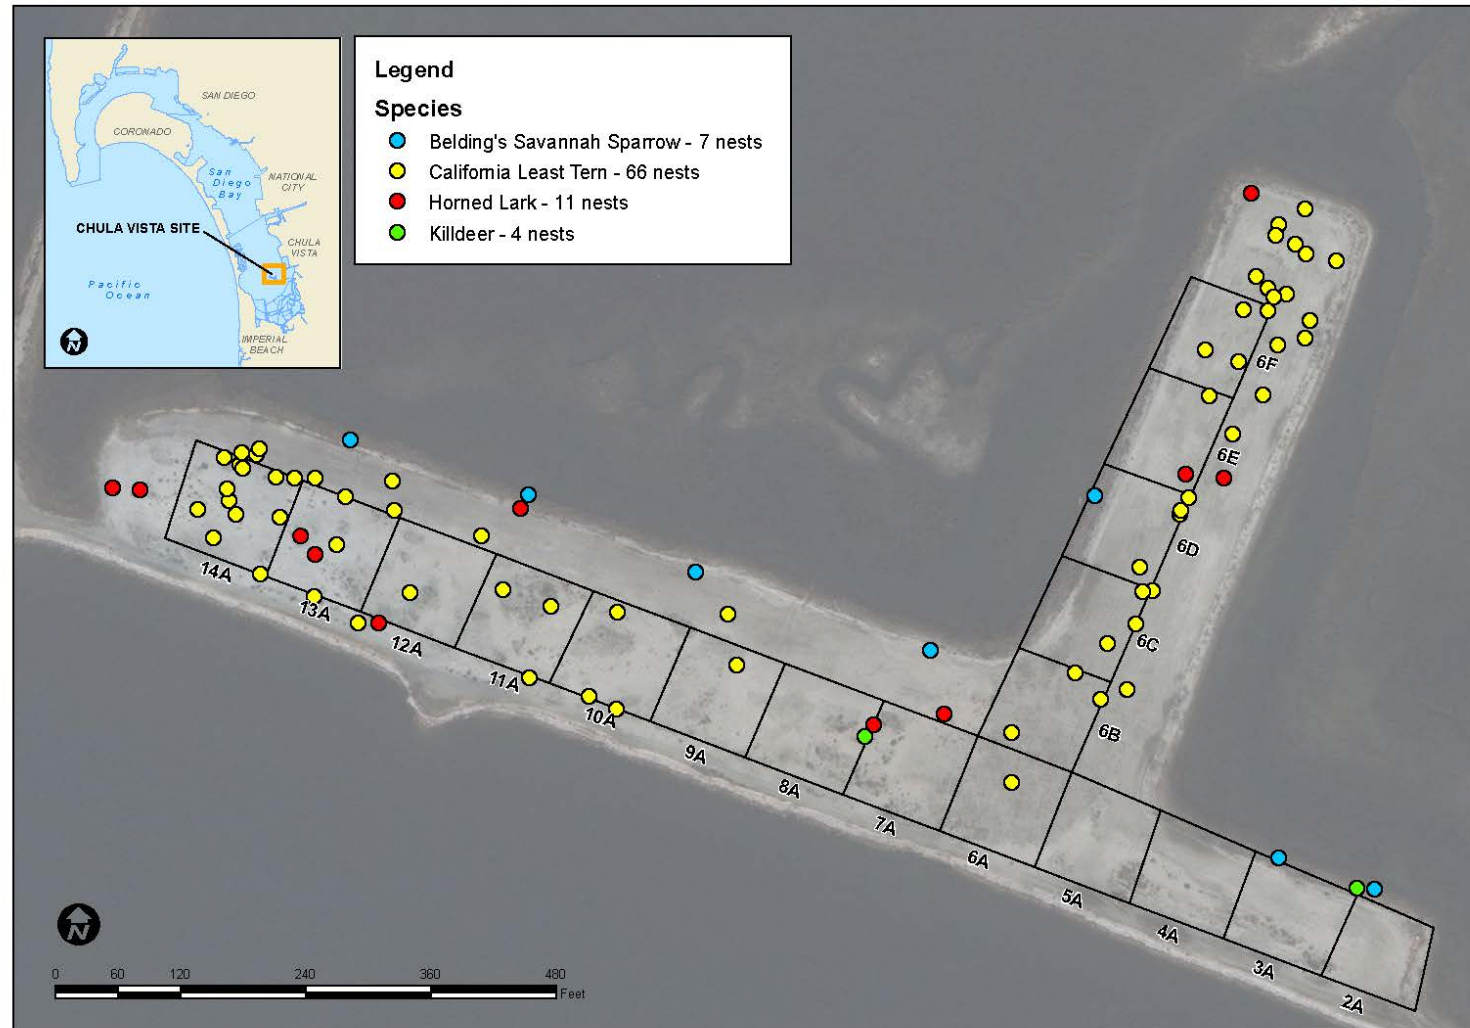 SAN DIEGO
CORONADO
San
Diego
Bay
NATIONAL
CITY
CHULA VISTA SITE
CHULA
VISTA
Pacific
Ocean
IMPERIAL
BEACH
N
Legend
Species
Belding's Savannah Sparrow - 7 nests
California Least Tern - 66 nests
Horned Lark - 11 nests
Killdeer - 4 nests
6F
6E
6D
6C
6B
14A
13A
12A
11A
10A
9A
8A
7A
6A
5A
4A
3A
2A
N
0 60 120 240 360 480
Feet